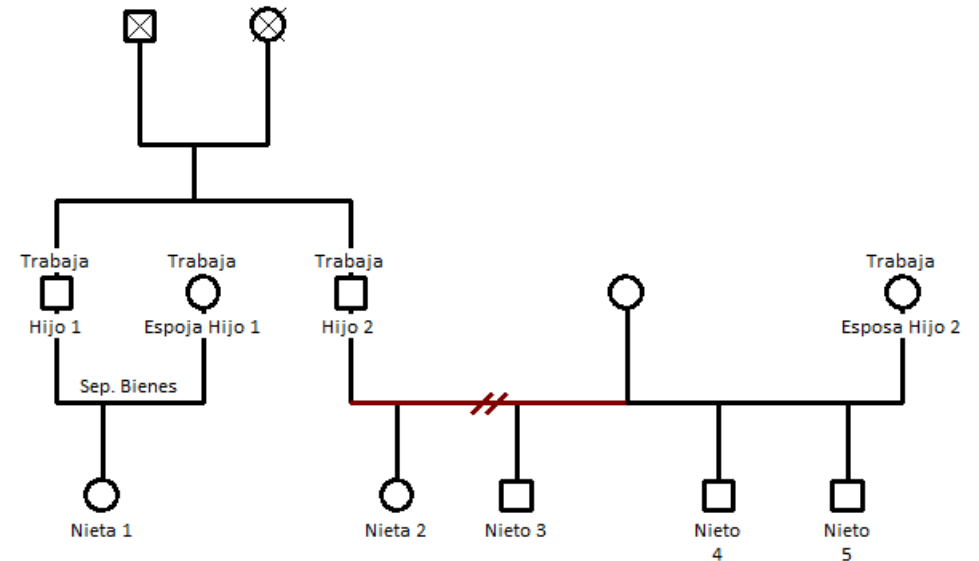 Trabaja
Trabaja
Trabaja
Trabaja
Hijo 1
Espoja Hijo 1
Hijo 2
Esposa Hijo 2
Sep. Bienes
Nieta 1
Nieta 2
Nieto 3
Nieto
4
Nieto
5